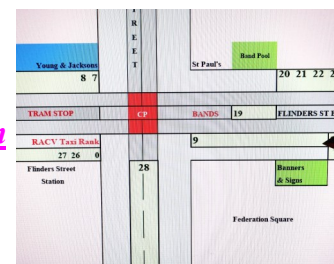 T
R
E
E
T
Young & Jacksons
8 7
St Paul's
Band Pool
20 21 22 2
TRAM STOP
CP
BANDS
19
FLINDERS ST E
RACV Taxi Rank
27 26 0
9
Flinders Street
Station
28
Banners
& Signs
Federation Square